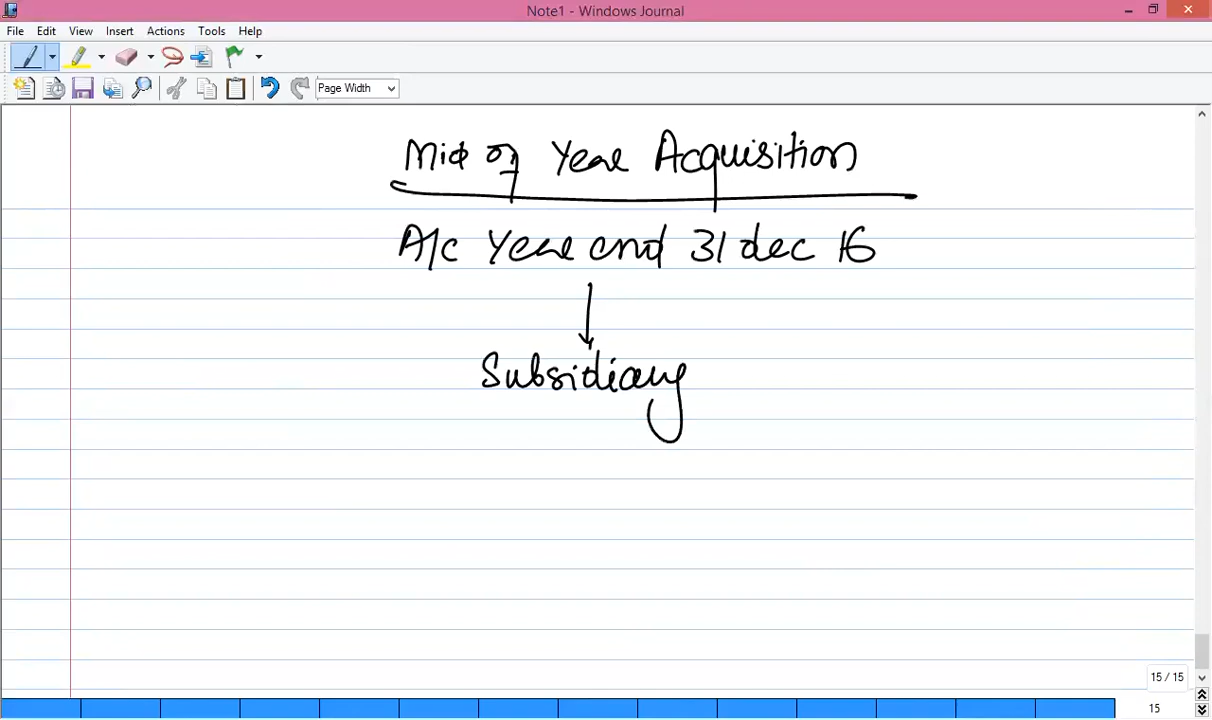 Note1 - Windows Journal
File Edit View Insert Actions Tools Help
Page Width
Mid of Year Acquisition
A/c Year end 31 dec 16
Subsidiary
15 / 15
15